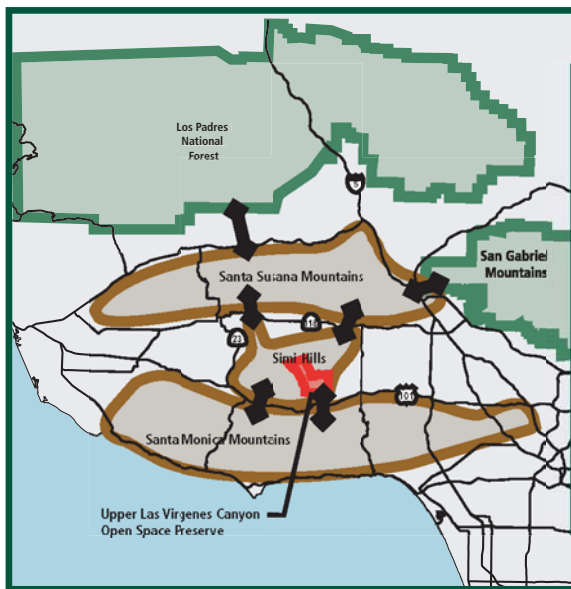 Los Padres
National
Forest
5
San Gabriel
Mountains
Santa Susana Mountains
118
23
Simi Hills
101
Santa Monica Mountains
Upper Las Virgenes Canyon
Open Space Preserve